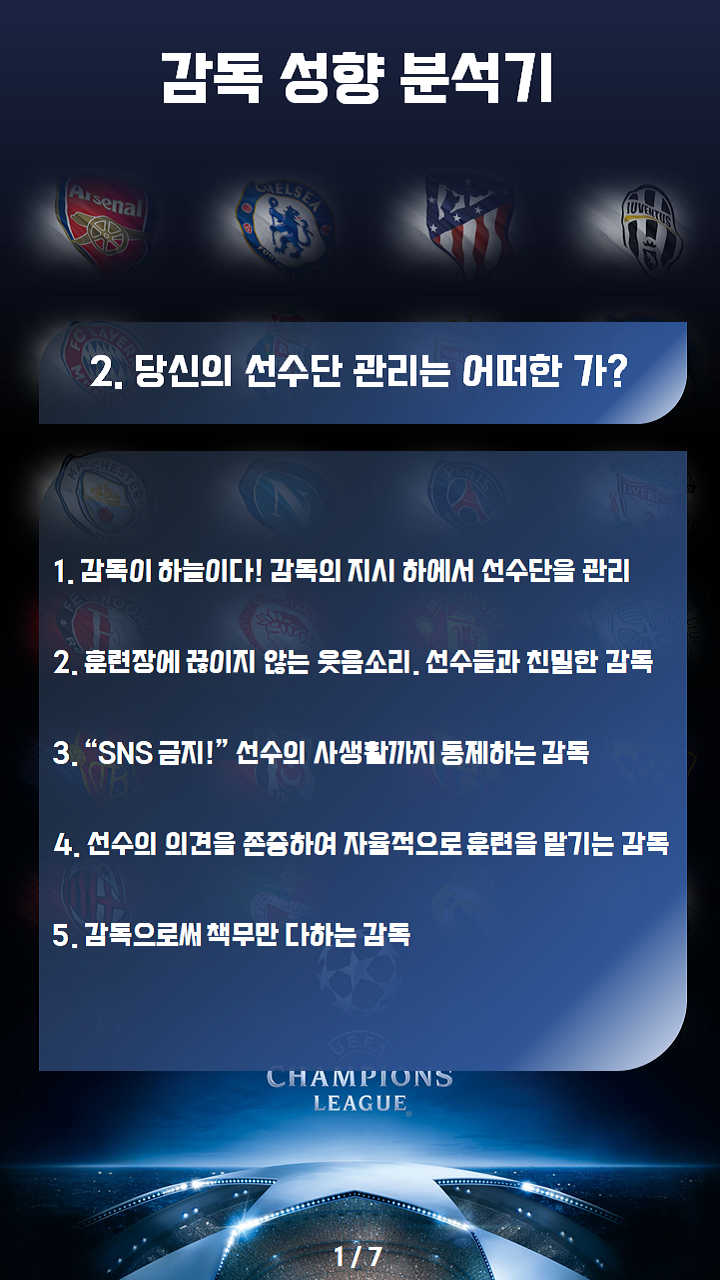 감독 성향 분석기
Arsenal
CHELSEA
JUVENTUS
2. 당신의 선수단 관리는 어떠한 가?
MANCHESTER
PARIS
1. 감독이 하늘이다! 감독의 지시 하에서 선수단을 관리
2. 훈련장에 끊이지 않는 웃음소리. 선수들과 친밀한 감독
3. “SNS 금지!” 선수의 사생활까지 통제하는 감독
4. 선수의 의견을 존중하여 자율적으로 훈련을 맡기는 감독
5. 감독으로써 책무만 다하는 감독
UEFA
CHAMPIONS
LEAGUE
1 / 7